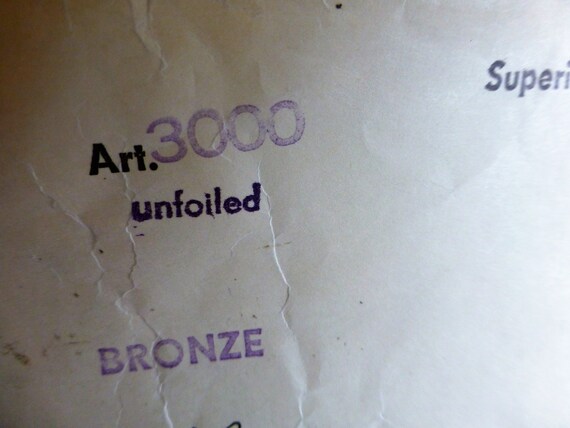 Superi
Art. 3000
unfoiled
BRONZE